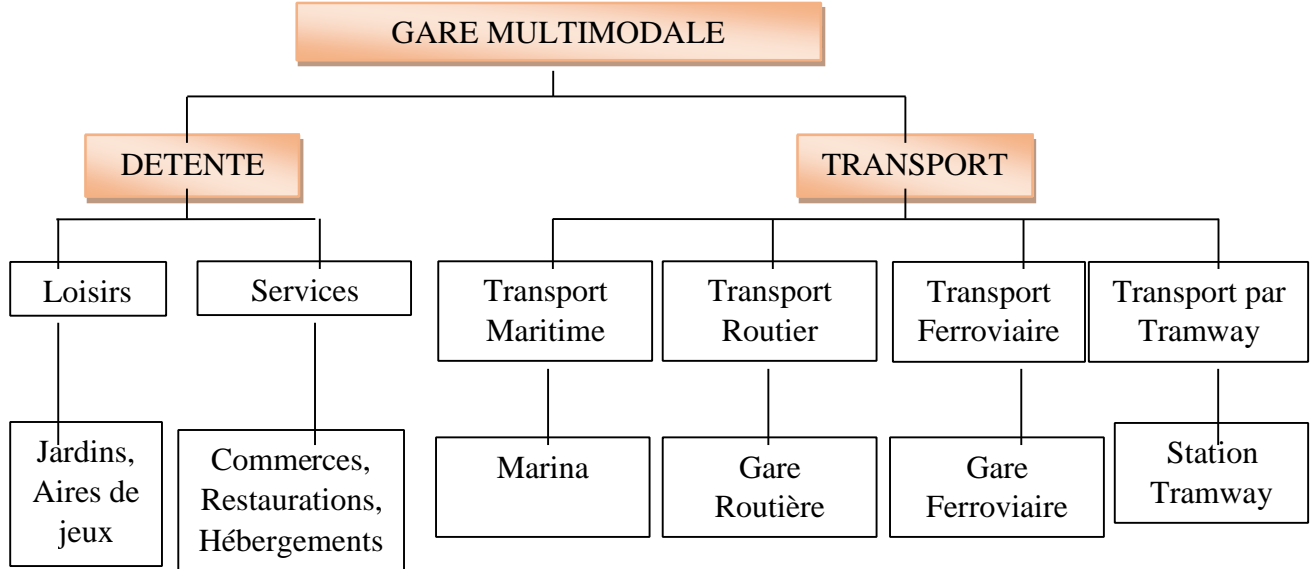 GARE MULTIMODALE
DETENTE
TRANSPORT
Loisirs
Services
Transport
Maritime
Transport
Routier
Transport
Ferroviaire
Transport par
Tramway
Jardins,
Aires de
jeux
Commerces,
Restaurations,
Hébergements
Marina
Gare
Routière
Gare
Ferroviaire
Station
Tramway